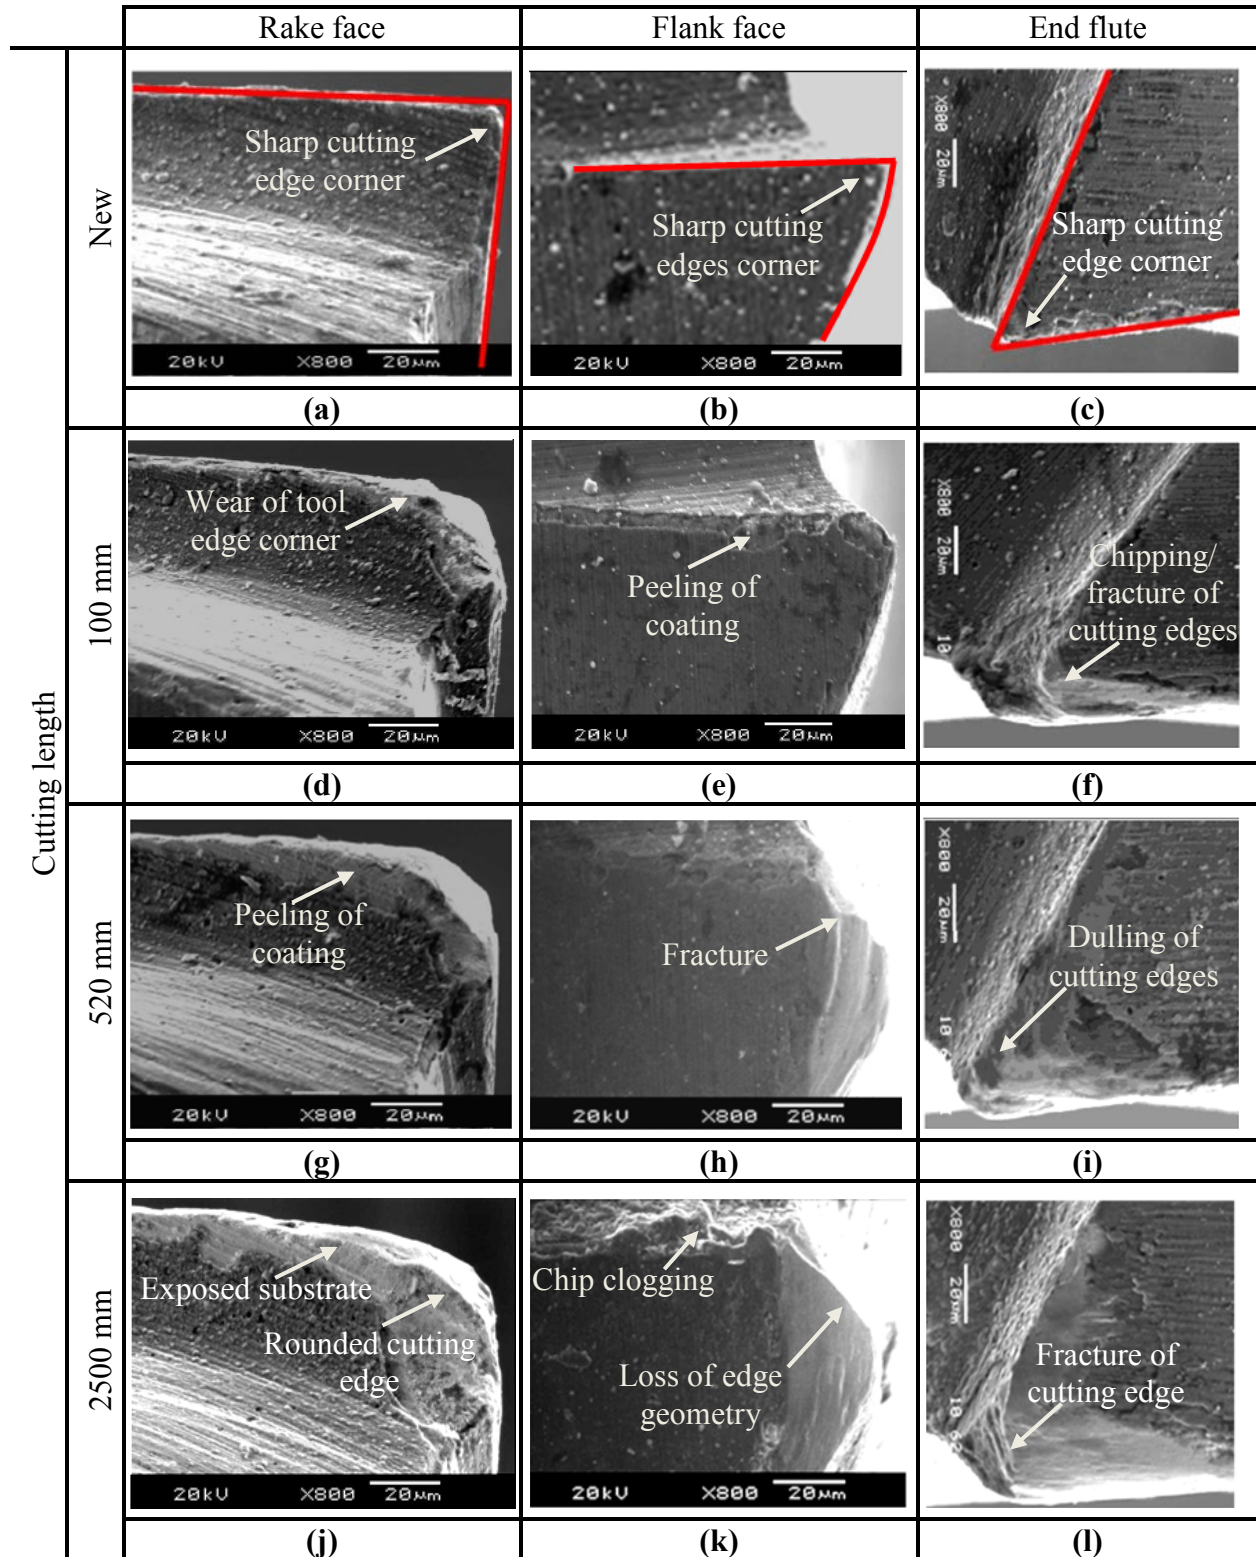 Rake face
Flank face
End flute
Cutting length
New
Sharp cutting
edge corner
20kV X800 20μm
Sharp cutting
edges corner
20kV X800 20μm
X800 20μm
Sharp cutting
edge corner
(a)
(b)
(c)
100 mm
Wear of tool
edge corner
20kV X800 20μm
Peeling of
coating
20kV X800 20μm
X800 20μm
10
Chipping/
fracture of
cutting edges
(d)
(e)
(f)
520 mm
Peeling of
coating
20kV X800 20μm
Fracture
20kV X800 20μm
X800 20μm
10
Dulling of
cutting edges
(g)
(h)
(i)
2500 mm
Exposed substrate
Rounded cutting
edge
20kV X800 20μm
Chip clogging
Loss of edge
geometry
20kV X800 20μm
X800 20μm
10
Fracture of
cutting edge
(j)
(k)
(l)